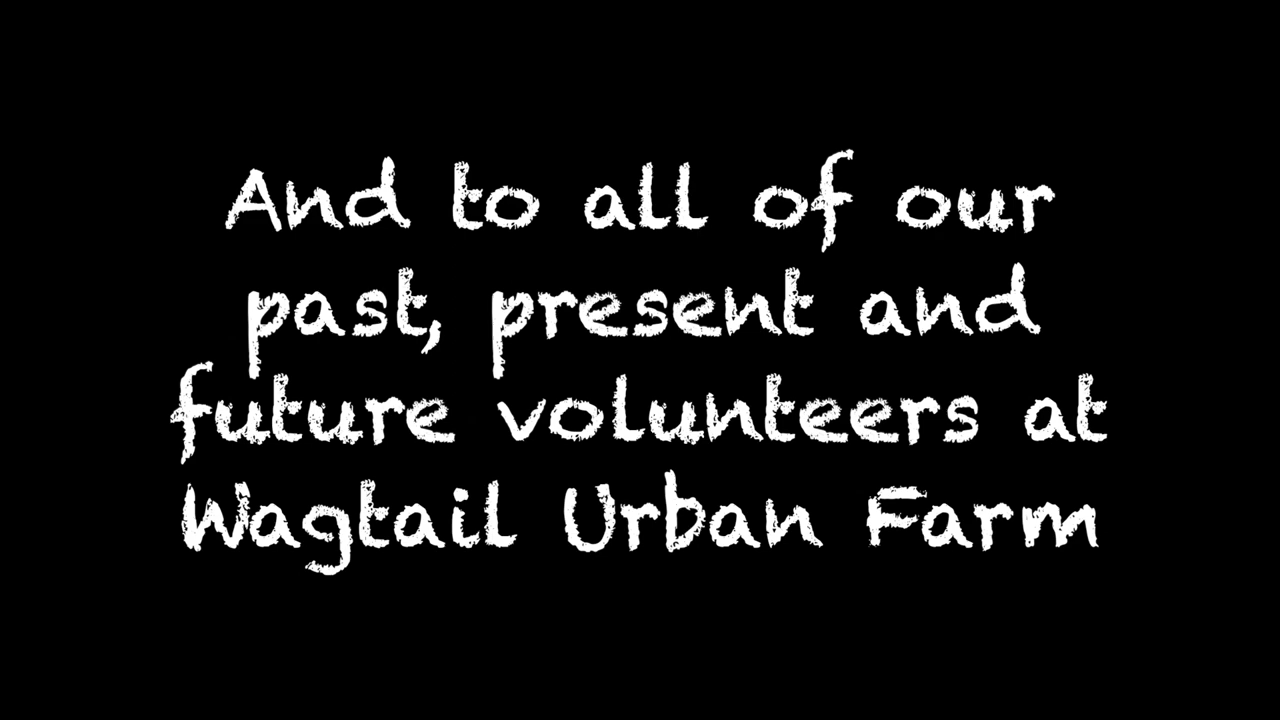 And to all of our
past, present and
future volunteers at
Wagtail Urban Farm